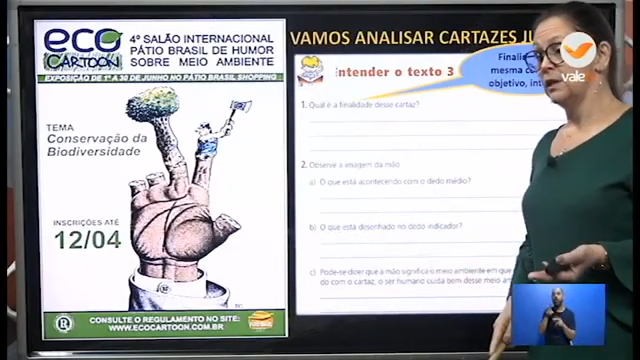 eco
CARTOON
4º SALÃO INTERNACIONAL
PÁTIO BRASIL DE HUMOR
SOBRE MEIO AMBIENTE
EXPOSIÇÃO DE 1º A 30 DE JUNHO NO PÁTIO BRASIL SHOPPING
TEMA
Conservação da
Biodiversidade
INSCRIÇÕES ATÉ
12/04
CONSULTE O REGULAMENTO NO SITE:
WWW.ECOCARTOON.COM.BR
VAMOS ANALISAR CARTAZES
ntender o texto 3
mesma
objetivo,
1. Qual é a finalidade desse cartaz?
2. Observe a imagem da mão
a) O que está acontecendo com o dedo médio?
b) O que está desenhado no dedo indicador?
c) Pode-se dizer que a mão significa o meio ambiente em que
do com o cartaz, o ser humano cuida bem desse meio
vale